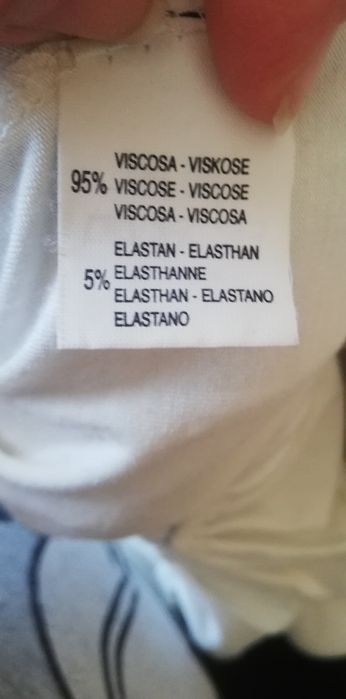 VISCOSA - VISKOSE
95% VISCOSE - VISCOSE
VISCOSA - VISCOSA
ELASTAN - ELASTHAN
5% ELASTHANNE
ELASTHAN - ELASTANO
ELASTANO